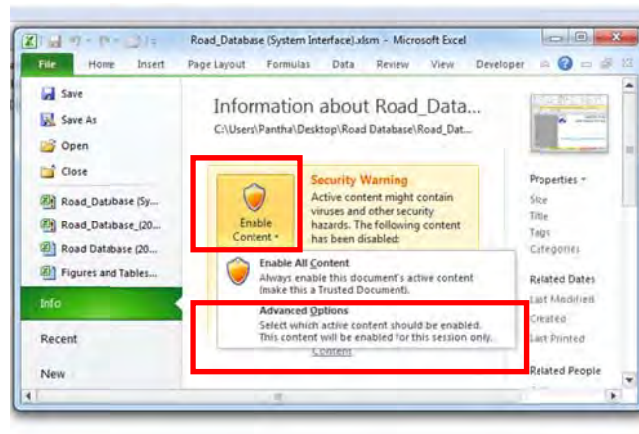 Road_Database (System Interface).xlsm - Microsoft Excel
File Home Insert Page Layout Formulas Data Review View Developer
Save
Save As
Open
Close
Road_Database (Sy...
Road_Database_(20...
Road Database (20...
Figures and Tables...
Info
Recent
New
Information about Road_Data...
C:\Users\Pantha\Desktop\Road Database\Road_Dat...
Enable
Content
Security Warning
Active content might contain
viruses and other security
hazards. The following content
has been disabled:
Enable All Content
Always enable this document's active content
(make this a Trusted Document).
Advanced Options
Select which active content should be enabled.
This content will be enabled for this session only.
Content
Properties
Size
Title
Tags
Categories
Related Dates
Last Modified
Created
Last Printed
Related People